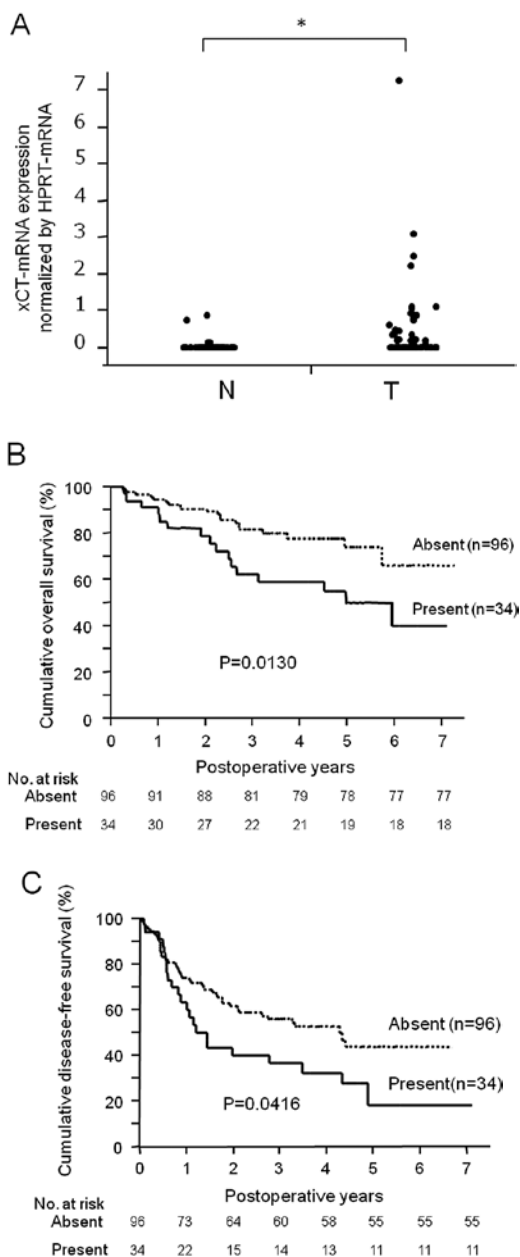 A
*
xCT-mRNA expression
normalized by HPRT-mRNA
7
6
5
4
3
2
1
0
N T
B
Cumulative overall survival (%)
100
80
60
40
20
0
Absent (n=96)
Present (n=34)
P=0.0130
0 1 2 3 4 5 6 7
Postoperative years
No. at risk
Absent 96 91 88 81 79 78 77 77
Present 34 30 27 22 21 19 18 18
C
Cumulative disease-free survival (%)
100
80
60
40
20
0
Absent (n=96)
Present(n=34)
P=0.0416
0 1 2 3 4 5 6 7
Postoperative years
No. at risk
Absent 96 73 64 60 58 55 55 55
Present 34 22 15 14 13 11 11 11